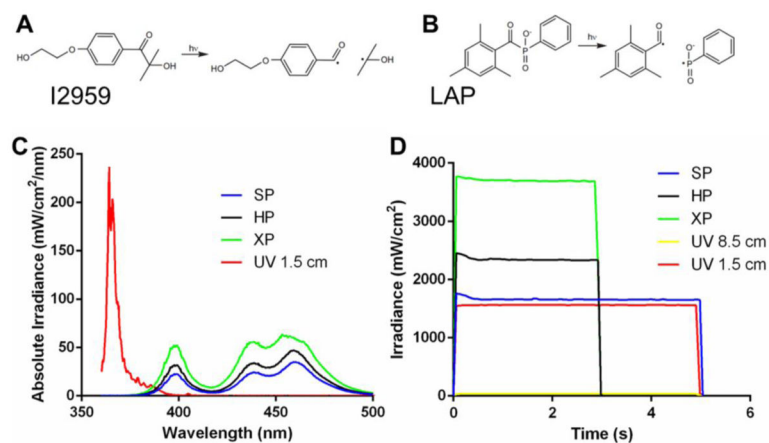 A
HO
O
O
OH
hν
HO
O
O
OH
I2959
B
O
O-
P
O
hν
O
O-
P
O
LAP
C
Absolute Irradiance (mW/cm2/nm)
250
200
150
100
50
0
SP
HP
XP
UV 1.5 cm
350
400
450
500
Wavelength (nm)
D
Irradiance (mW/cm2)
4000
3000
2000
1000
0
SP
HP
XP
UV 8.5 cm
UV 1.5 cm
0
2
4
6
8
Time (s)